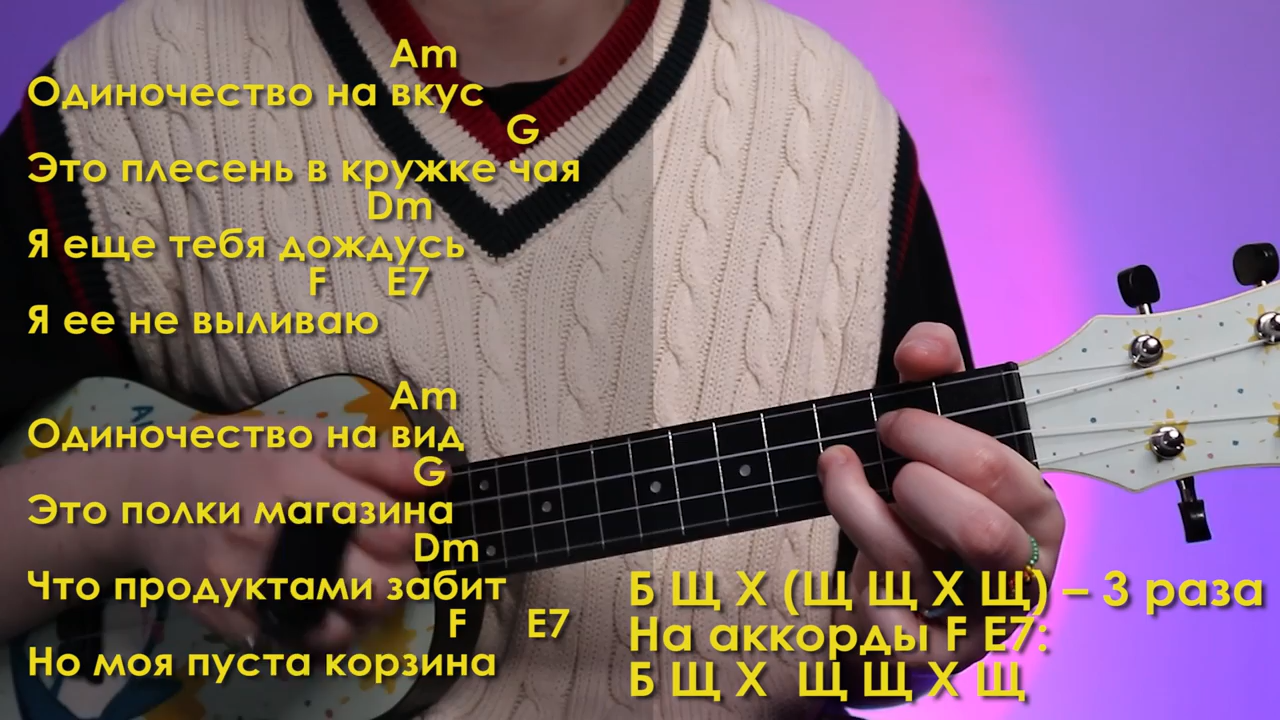 Am
Одиночество на вкус
G
Это плесень в кружке чая
Dm
Я еще тебя дождусь
F E7
Я ее не выливаю
Am
Одиночество на вид
G
Это полки магазина
Dm
Что продуктами забит
F E7
Но моя пуста корзина
Б Щ Х (Щ Щ Х Щ) – 3 раза
На аккорды F E7:
Б Щ Х Щ Щ Х Щ